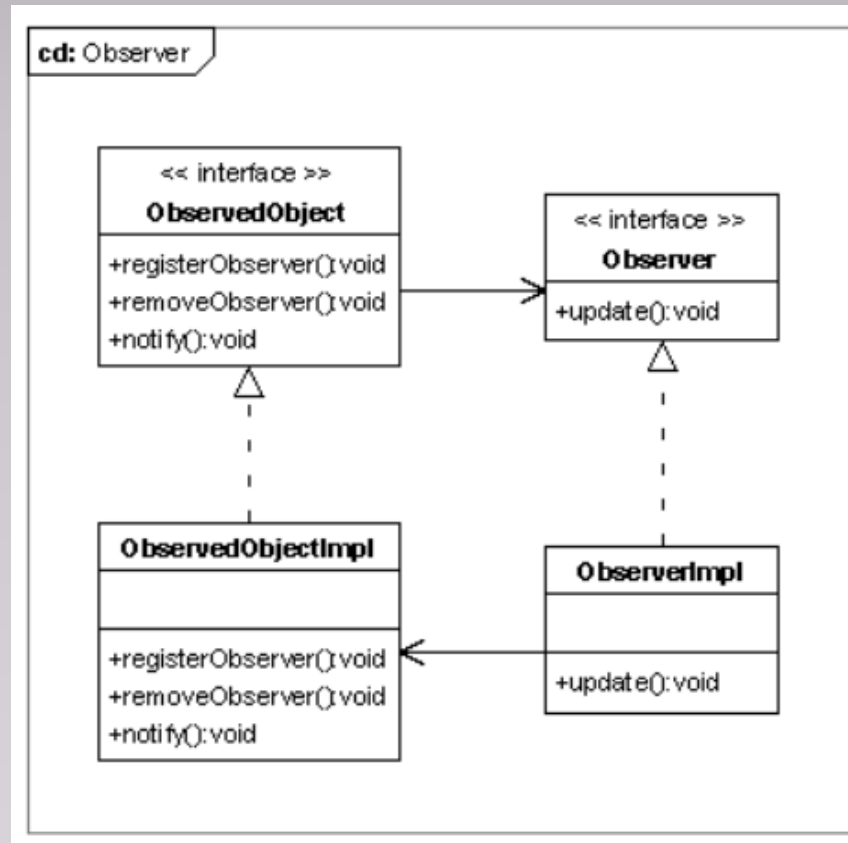 cd: Observer
<< interface >>
ObservedObject
+registerObserver():void
+removeObserver():void
+notify():void
<< interface >>
Observer
+update():void
ObservedObjectImpl
+registerObserver():void
+removeObserver():void
+notify():void
ObserverImpl
+update():void